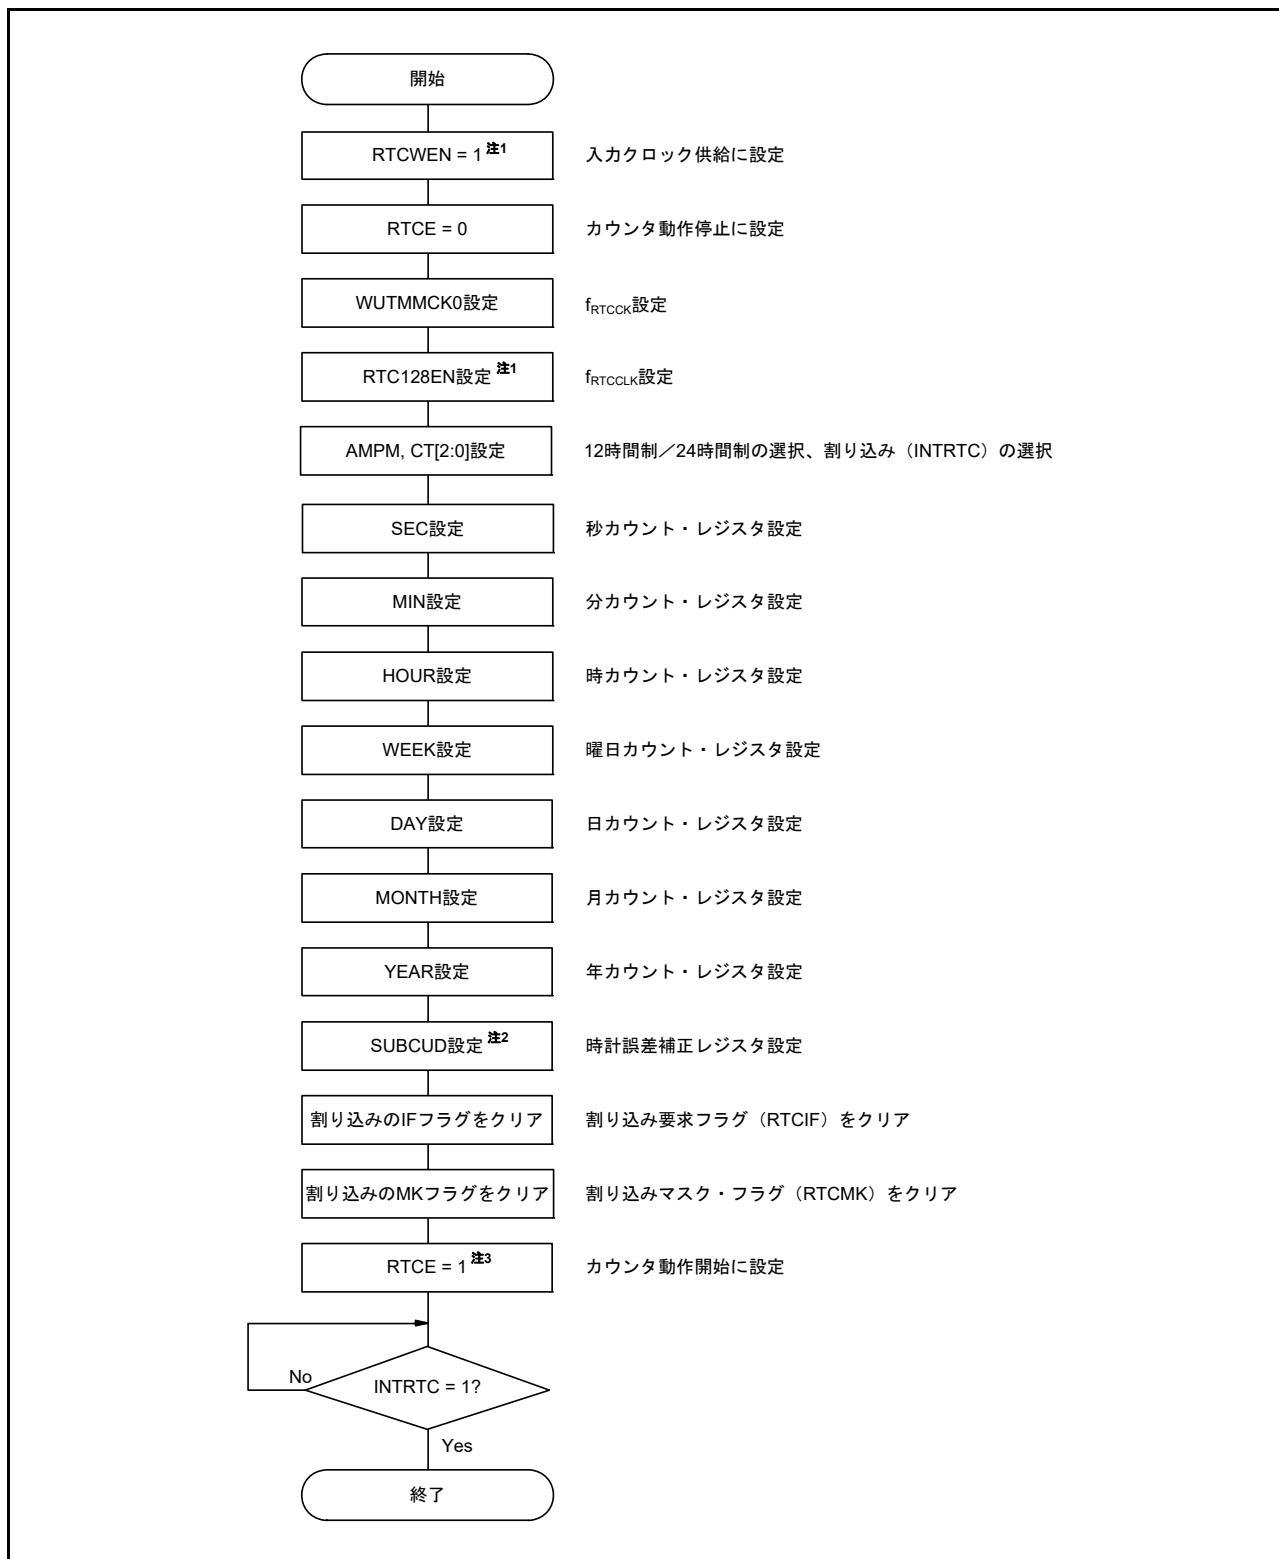 開始
RTCWEN = 1 注1 入力クロック供給に設定
RTCE = 0 カウンタ動作停止に設定
WUTMMCK0設定 fRTCCK設定
RTC128EN設定 注1 fRTCCLK設定
AMPM, CT[2:0]設定 12時間制／24時間制の選択、割り込み（INTRTC）の選択
SEC設定 秒カウント・レジスタ設定
MIN設定 分カウント・レジスタ設定
HOUR設定 時カウント・レジスタ設定
WEEK設定 曜日カウント・レジスタ設定
DAY設定 日カウント・レジスタ設定
MONTH設定 月カウント・レジスタ設定
YEAR設定 年カウント・レジスタ設定
SUBCUD設定 注2 時計誤差補正レジスタ設定
割り込みのIFフラグをクリア 割り込み要求フラグ（RTCIF）をクリア
割り込みのMKフラグをクリア 割り込みマスク・フラグ（RTCMK）をクリア
RTCE = 1 注3 カウンタ動作開始に設定
No
INTRTC = 1?
Yes
終了